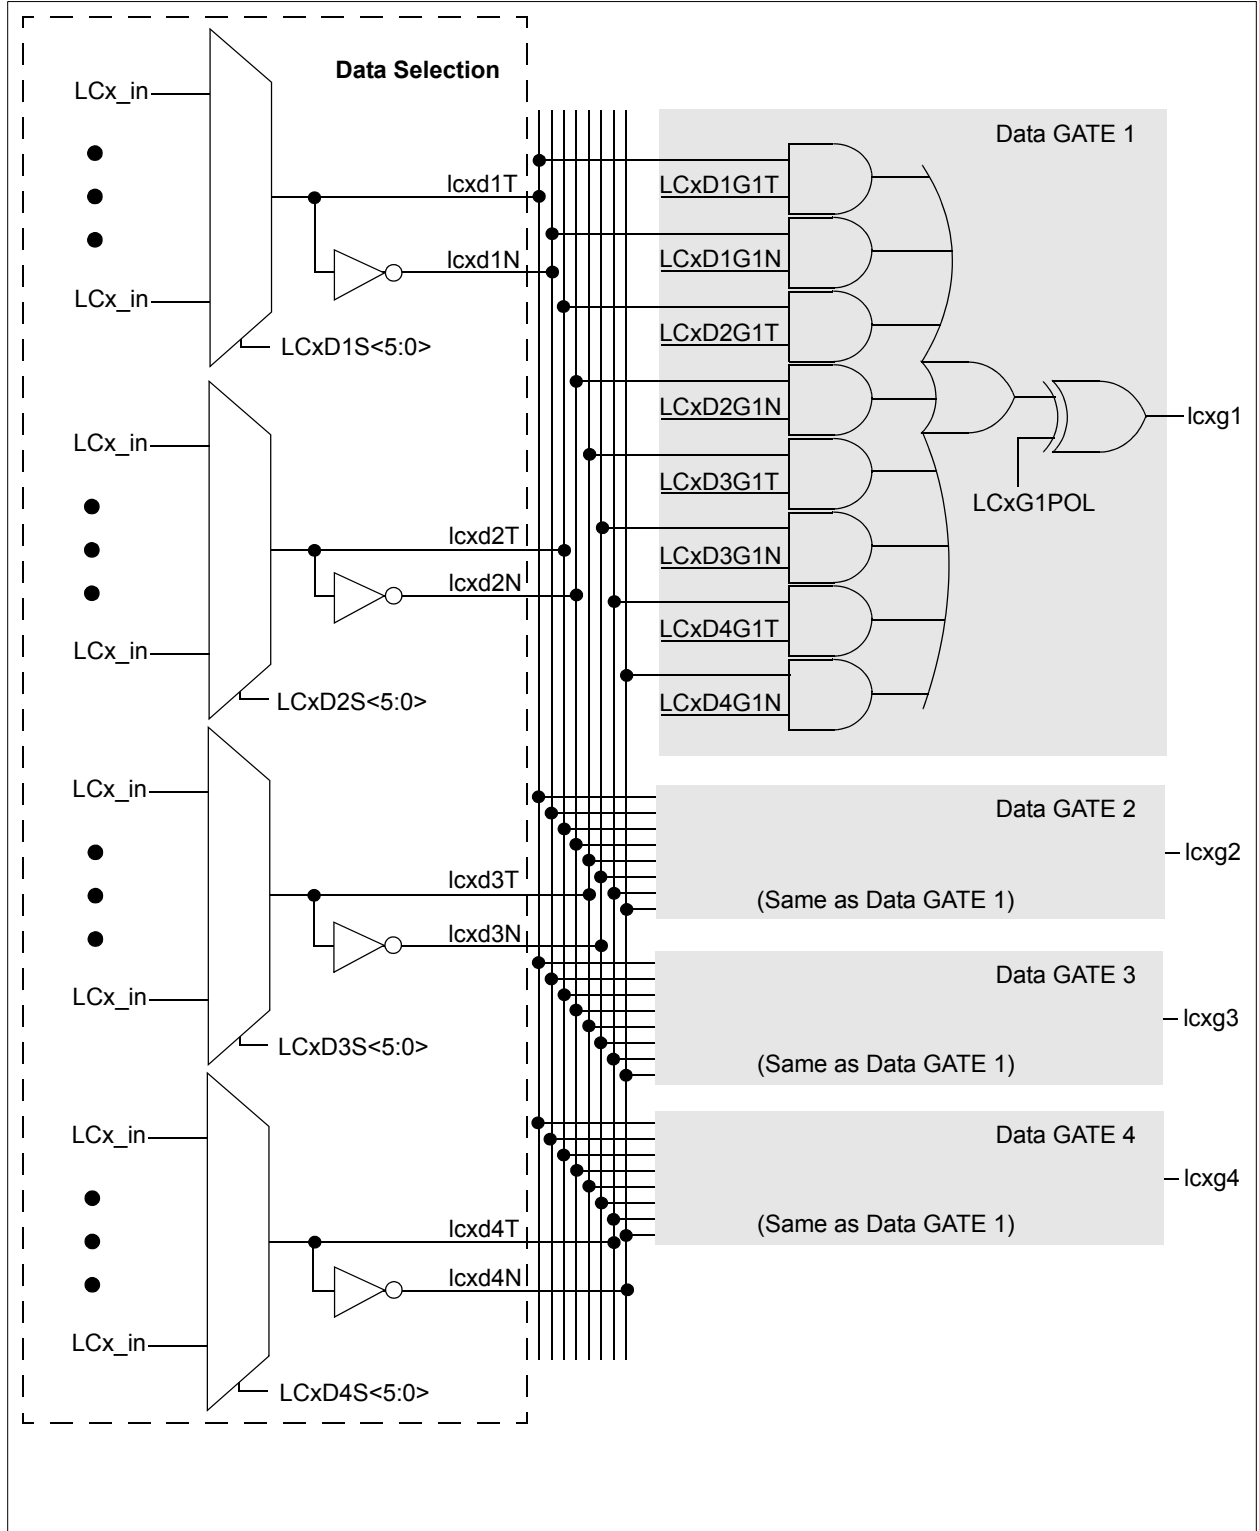 Data Selection
LCx_in
LCx_in
lcxd1T
lcxd1N
LCxD1S<5:0>
LCx_in
LCx_in
lcxd2T
lcxd2N
LCxD2S<5:0>
LCx_in
LCx_in
lcxd3T
lcxd3N
LCxD3S<5:0>
LCx_in
LCx_in
lcxd4T
lcxd4N
LCxD4S<5:0>
Data GATE 1
LCxD1G1T
LCxD1G1N
LCxD2G1T
LCxD2G1N
LCxD3G1T
LCxD3G1N
LCxD4G1T
LCxD4G1N
LCxG1POL
lcxg1
Data GATE 2
(Same as Data GATE 1)
lcxg2
Data GATE 3
(Same as Data GATE 1)
lcxg3
Data GATE 4
(Same as Data GATE 1)
lcxg4